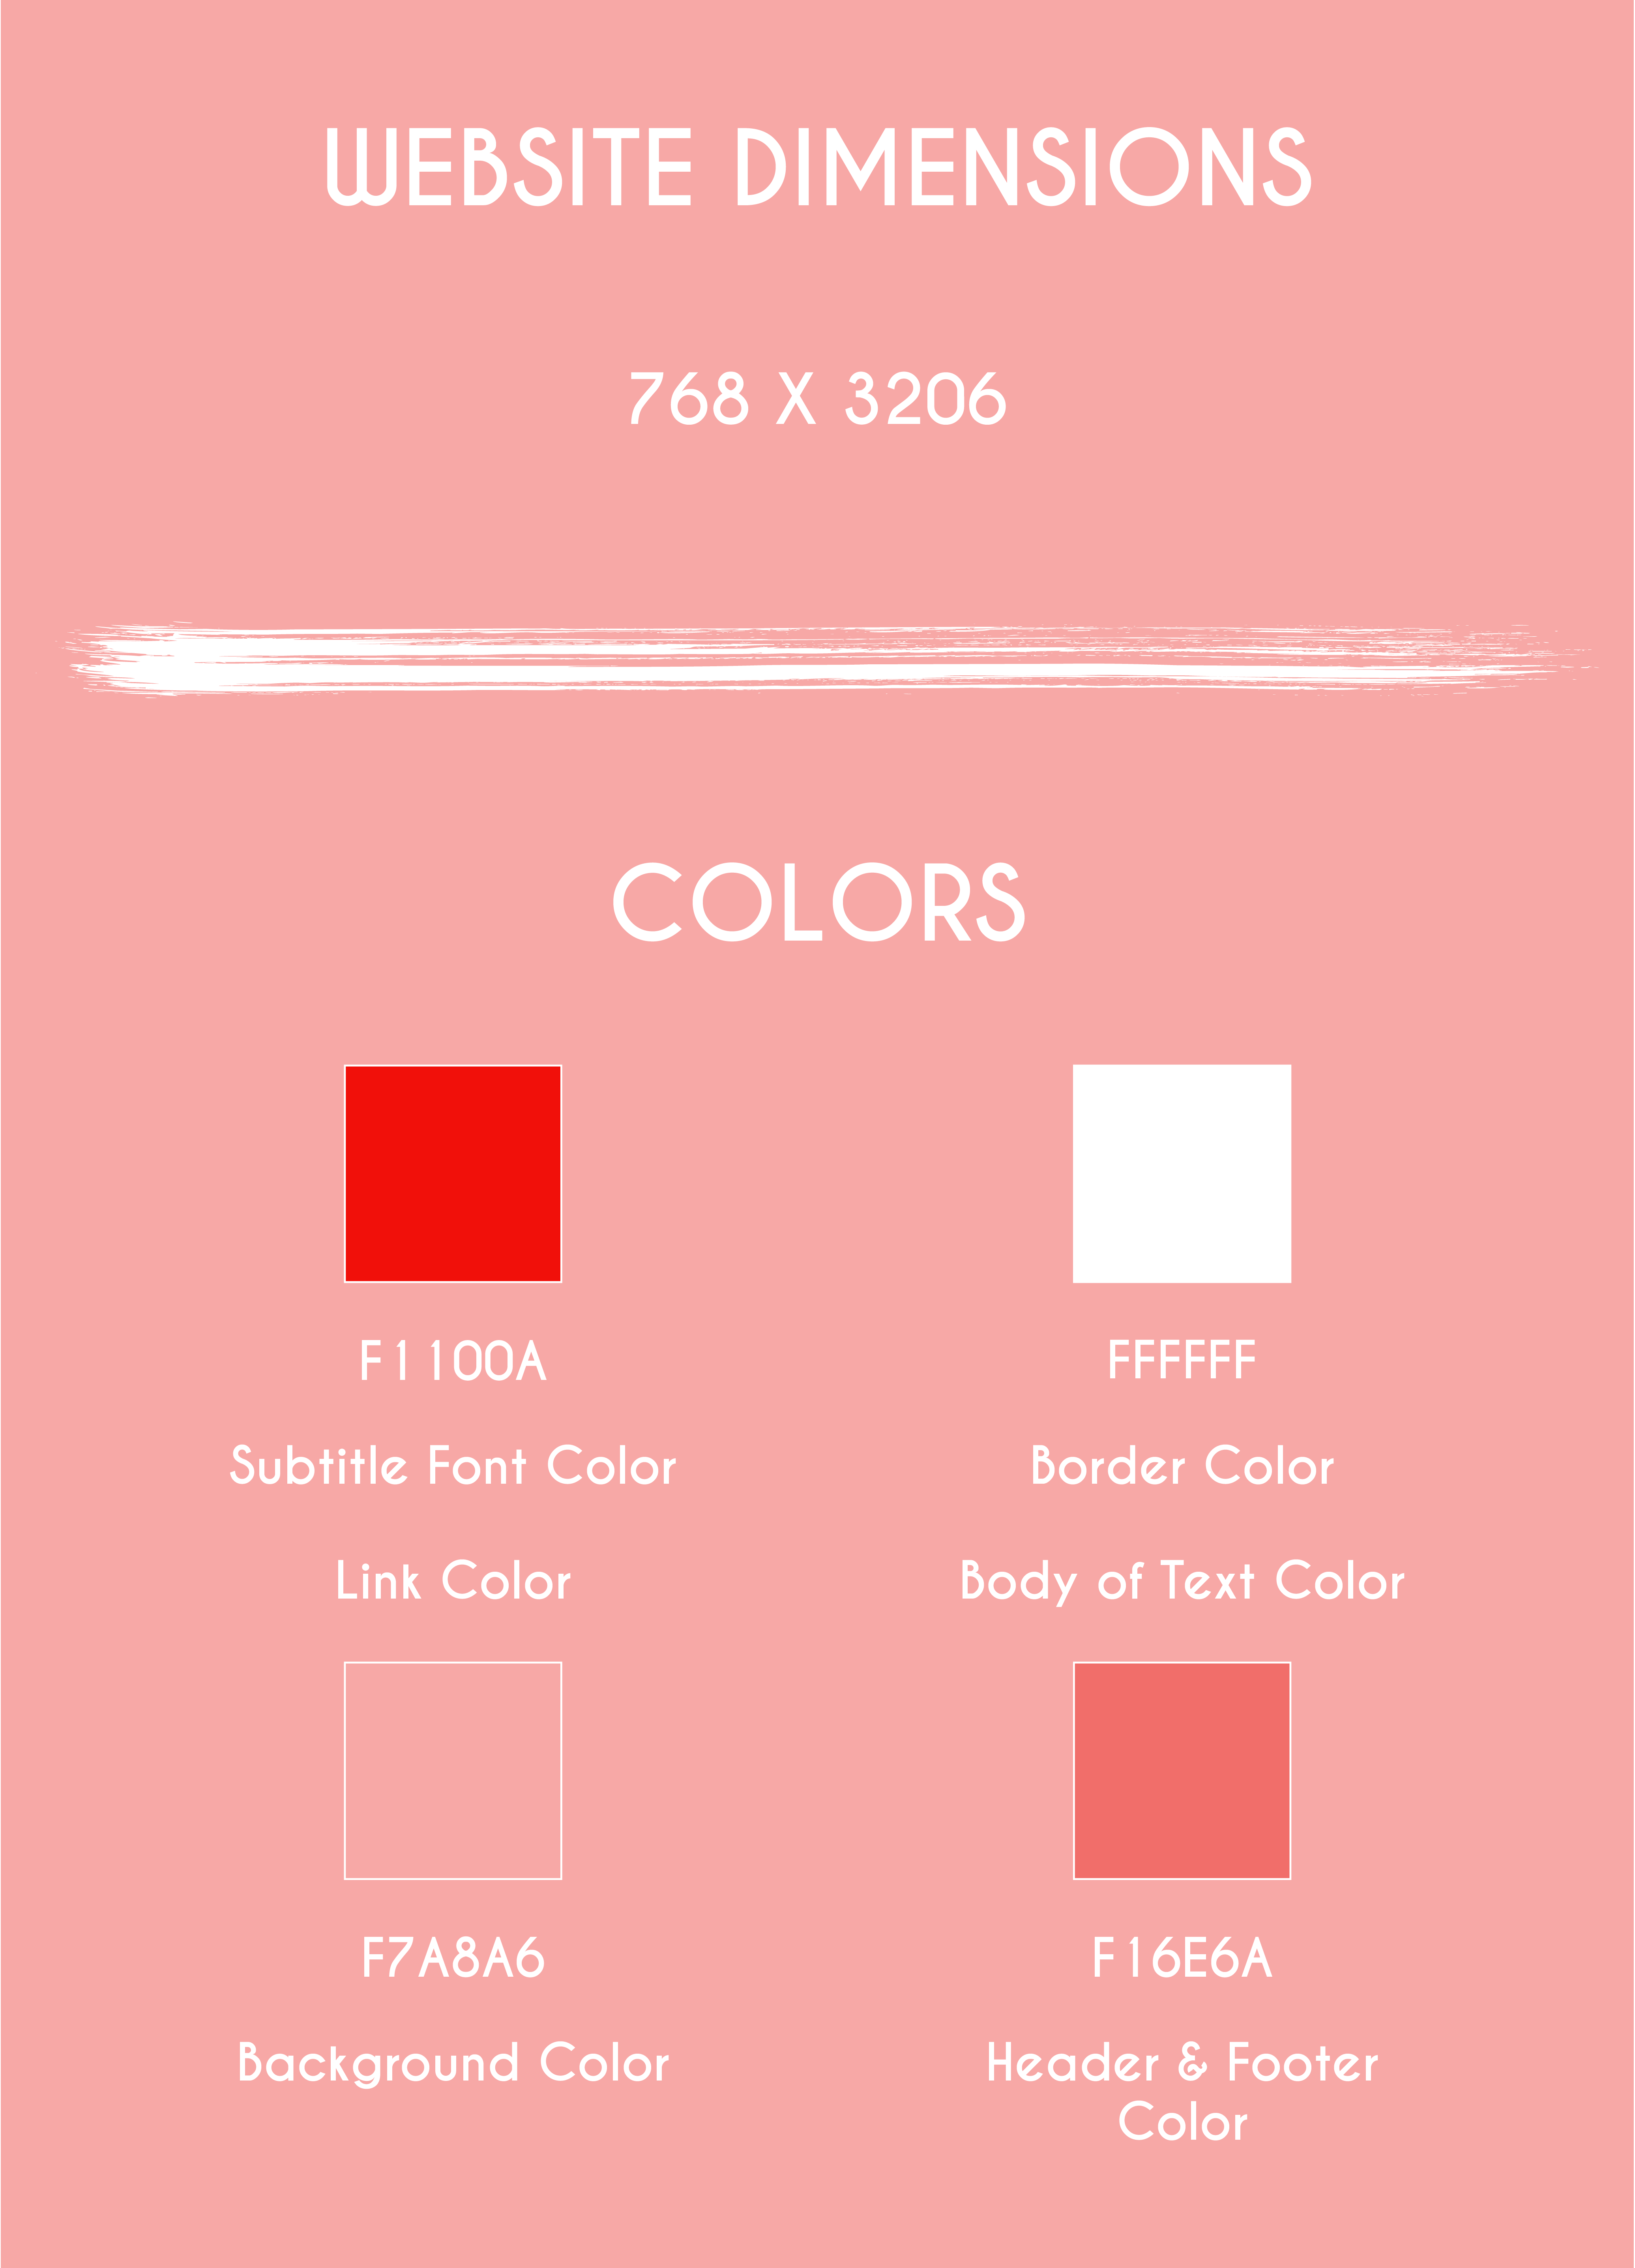 WEBSITE DIMENSIONS
768 X 3206
COLORS
F1100A
Subtitle Font Color
Link Color
FFFFFF
Border Color
Body of Text Color
F7A8A6
Background Color
F16E6A
Header & Footer
Color